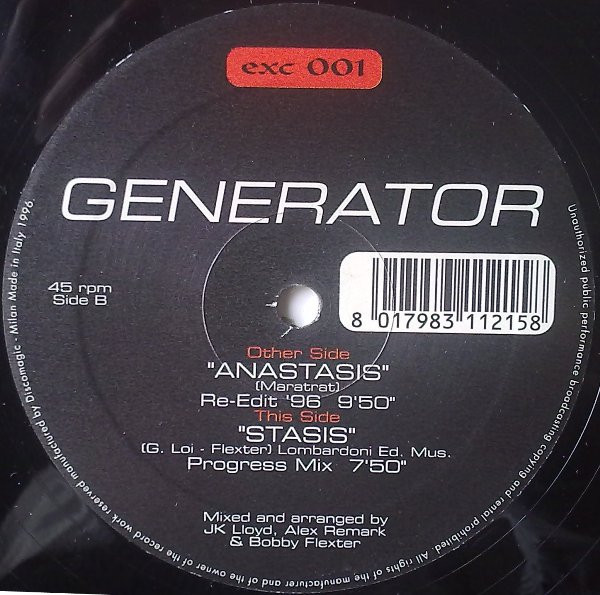 exc 001
GENERATOR
45 rpm
Side B
8 017983 112158
Other Side
"ANASTASIS"
(Maratrat)
Re-Edit '96 9'50"
This Side
"STASIS"
(G. Loi - Flexter) Lombardoni Ed. Mus.
Progress Mix 7'50"
Mixed and arranged by
JK Lloyd, Alex Remark
& Bobby Flexter
Unauthorized public performance broadcasting copying and rental prohibited. All rights of the manufacturer and of the owner of the record work reserved manufactured by Discomagic - Milan Made in Italy 1996.